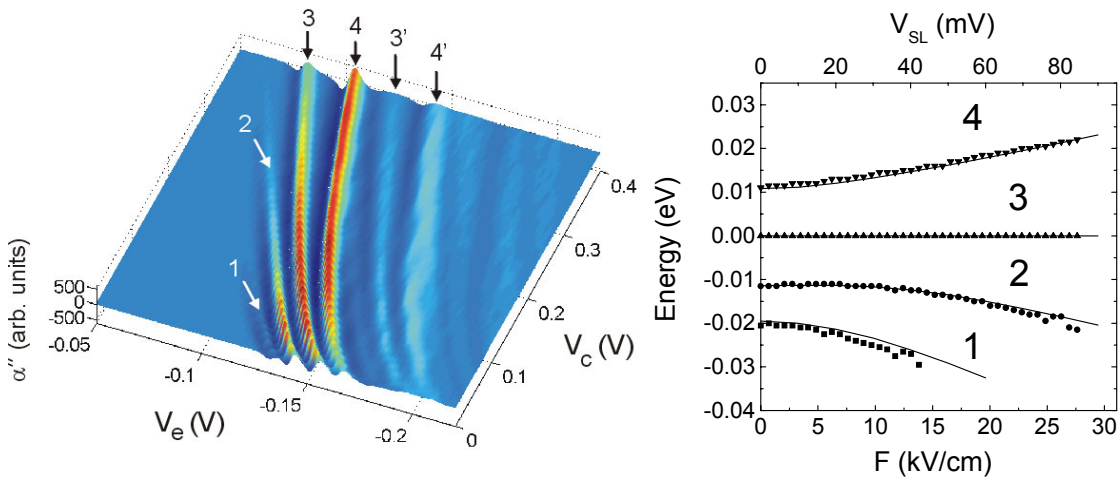 3 4 3' 4'
2
1
α'' (arb. units)
500
0
-500
-0.05
-0.1
-0.15
-0.2
V_e (V)
0
0.1
0.2
0.3
0.4
V_c (V)
V_SL (mV)
0 20 40 60 80
0.03
0.02
0.01
0.00
-0.01
-0.02
-0.03
-0.04
Energy (eV)
4
3
2
1
0 5 10 15 20 25 30
F (kV/cm)